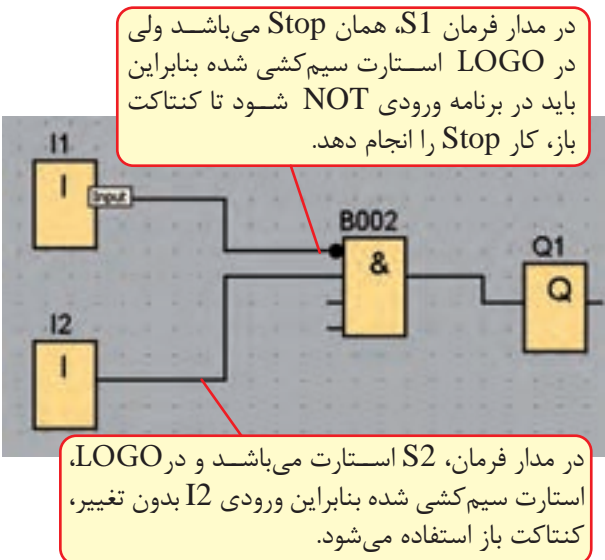 در مدار فرمان S1، همان Stop می‌باشد ولی
در LOGO استارت سیم‌کشی شده بنابراین
باید در برنامه ورودی NOT شود تا کنتاکت
باز، کار Stop را انجام دهد.
I1
I
Input
B002
&
Q1
Q
I2
I
در مدار فرمان، S2 استارت می‌باشد و درLOGO،
استارت سیم‌کشی شده بنابراین ورودی I2 بدون تغییر،
کنتاکت باز استفاده می‌شود.